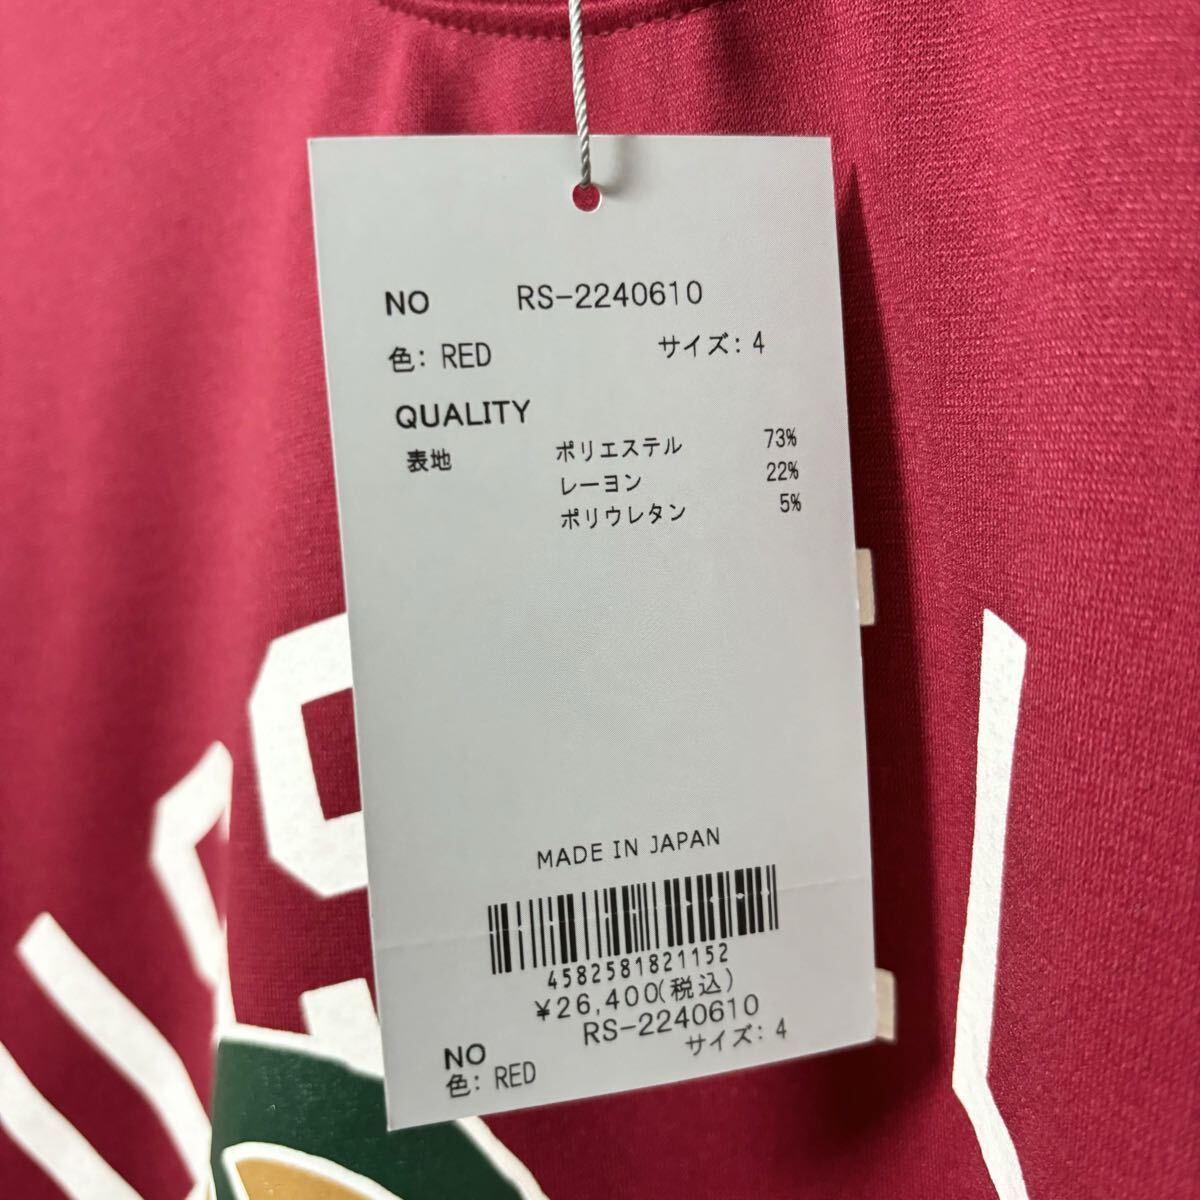 NO RS-2240610
色: RED サイズ: 4
QUALITY
表地 ポリエステル 73%
レーヨン 22%
ポリウレタン 5%
MADE IN JAPAN
4582581821152
¥26,400(税込)
NO RS-2240610
色: RED サイズ: 4